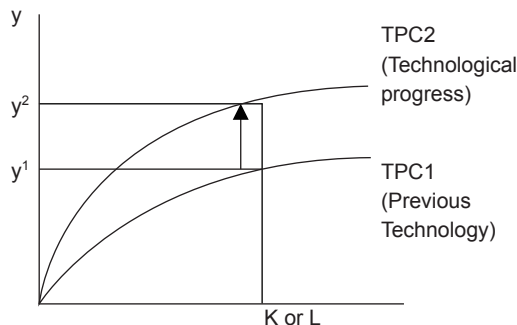 y
TPC2
(Technological
progress)
y²
y¹
TPC1
(Previous
Technology)
K or L